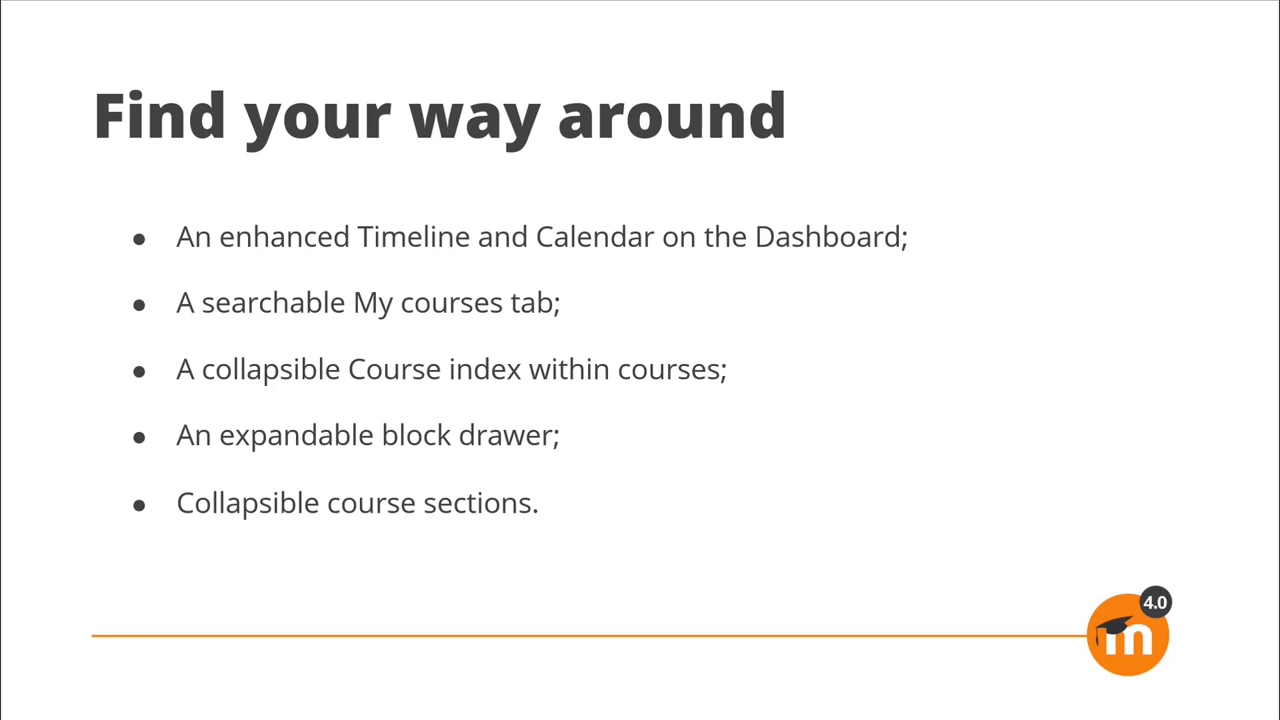 Find your way around
● An enhanced Timeline and Calendar on the Dashboard;
● A searchable My courses tab;
● A collapsible Course index within courses;
● An expandable block drawer;
● Collapsible course sections.
4.0
m